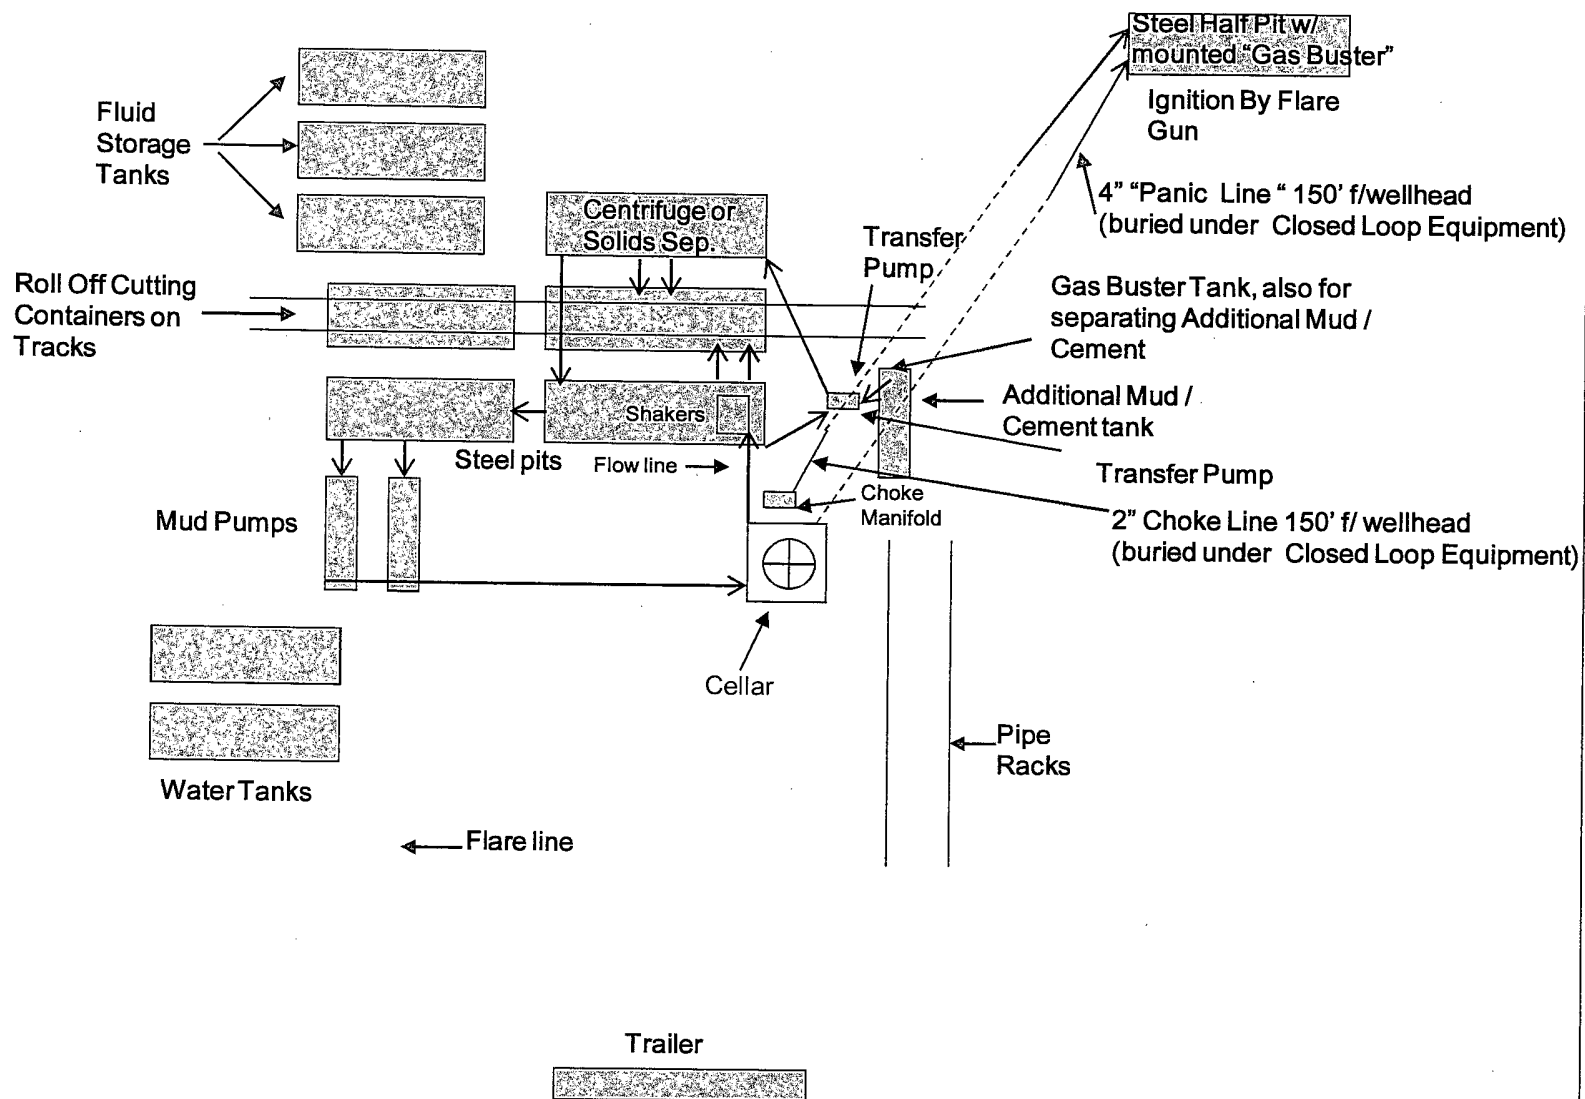 Steel Half Pit w/
mounted “Gas Buster”
Ignition By Flare
Gun
Fluid
Storage
Tanks
4” “Panic Line “ 150’ f/wellhead
(buried under Closed Loop Equipment)
Centrifuge or
Solids Sep.
Transfer
Pump
Roll Off Cutting
Containers on
Tracks
Gas Buster Tank, also for
separating Additional Mud /
Cement
Additional Mud /
Cement tank
Shakers
Steel pits
Flow line
Transfer Pump
Choke
Manifold
Mud Pumps
2” Choke Line 150’ f/ wellhead
(buried under Closed Loop Equipment)
Cellar
Pipe
Racks
Water Tanks
Flare line
Trailer